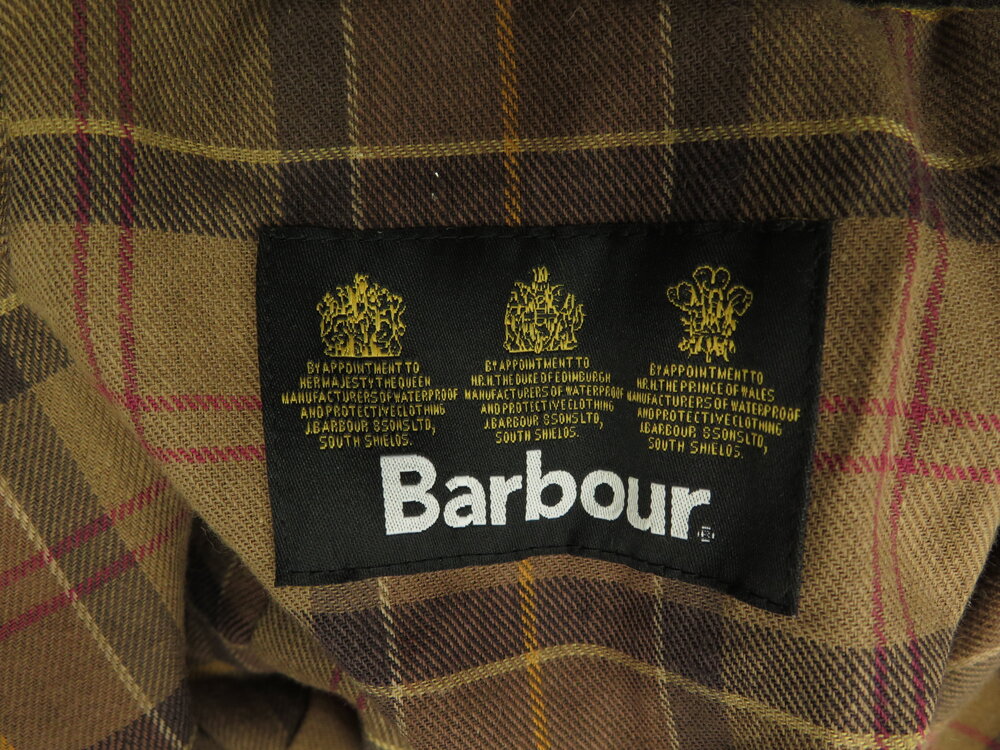 BY APPOINTMENT TO
HER MAJESTY THE QUEEN
MANUFACTURERS OF WATERPROOF
AND PROTECTIVE CLOTHING
J.BARBOUR & SONS LTD,
SOUTH SHIELDS.
BY APPOINTMENT TO
H.R.H. THE DUKE OF EDINBURGH
MANUFACTURERS OF WATERPROOF
AND PROTECTIVE CLOTHING
J.BARBOUR & SONS LTD,
SOUTH SHIELDS.
BY APPOINTMENT TO
H.R.H. THE PRINCE OF WALES
MANUFACTURERS OF WATERPROOF
AND PROTECTIVE CLOTHING
J.BARBOUR & SONS LTD,
SOUTH SHIELDS.
Barbour®